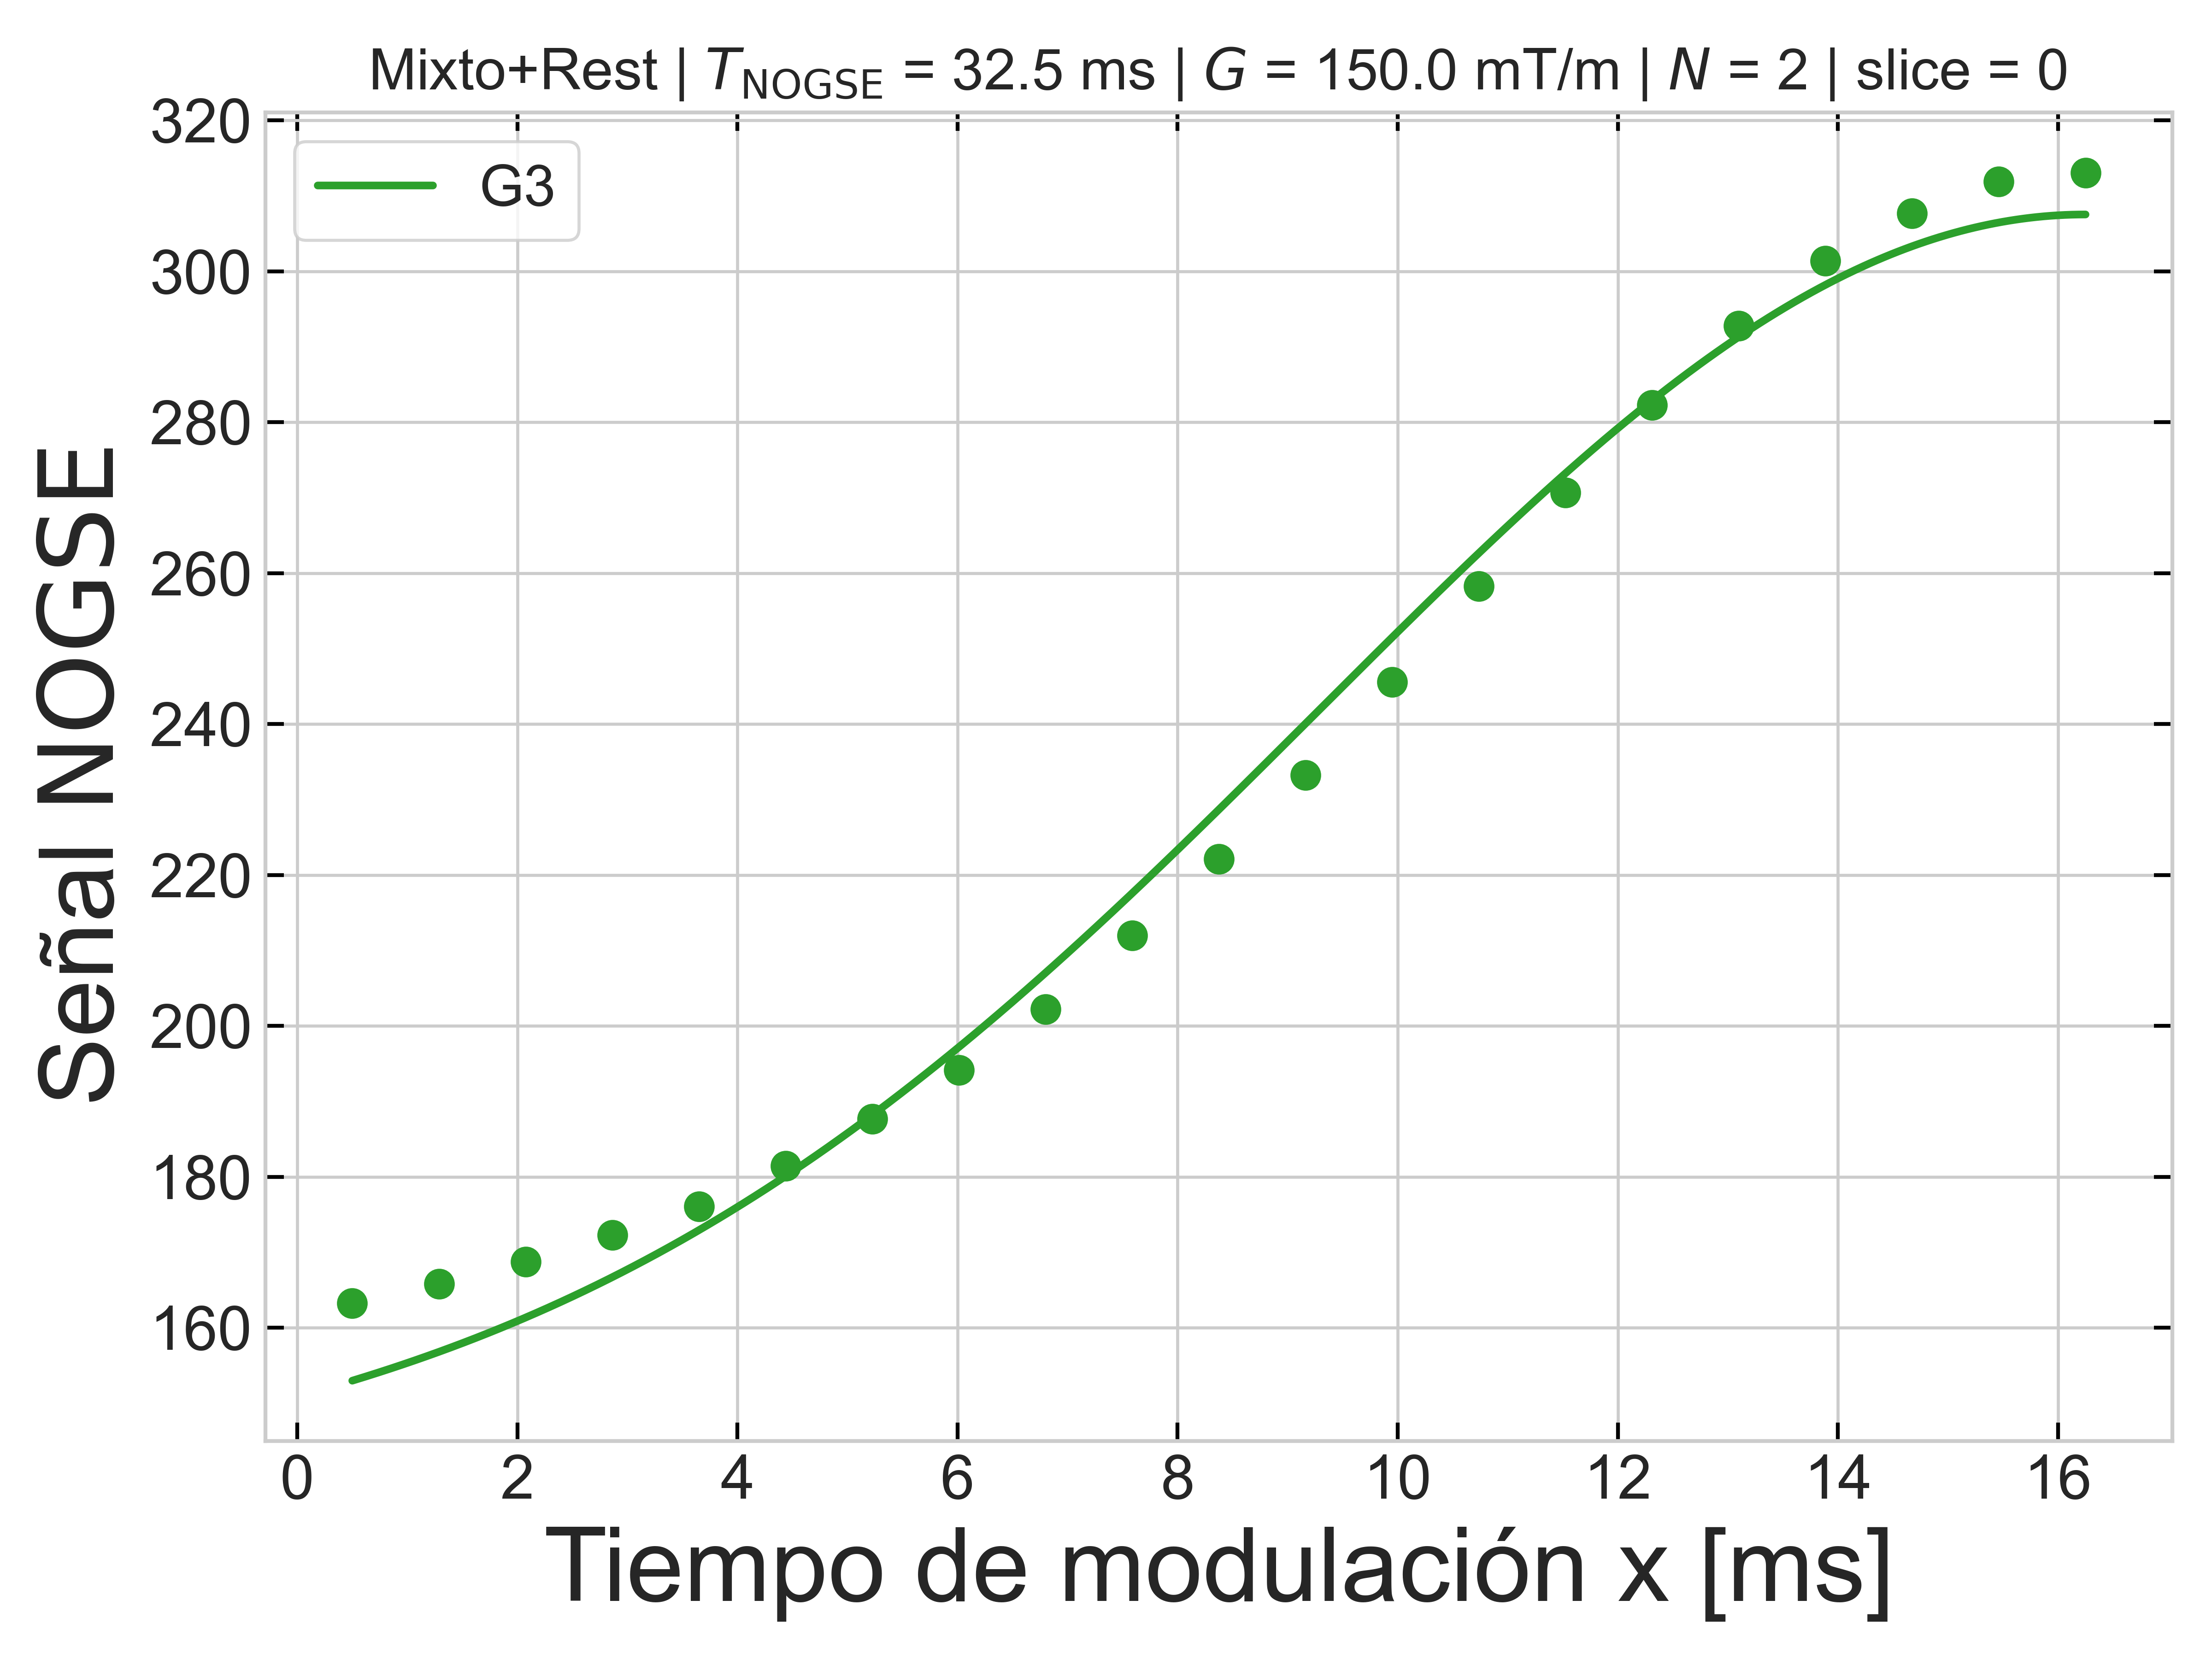 Mixto+Rest | T_NOGSE = 32.5 ms | G = 150.0 mT/m | N = 2 | slice = 0
G3
Señal NOGSE
320
300
280
260
240
220
200
180
160
0 2 4 6 8 10 12 14 16
Tiempo de modulación x [ms]